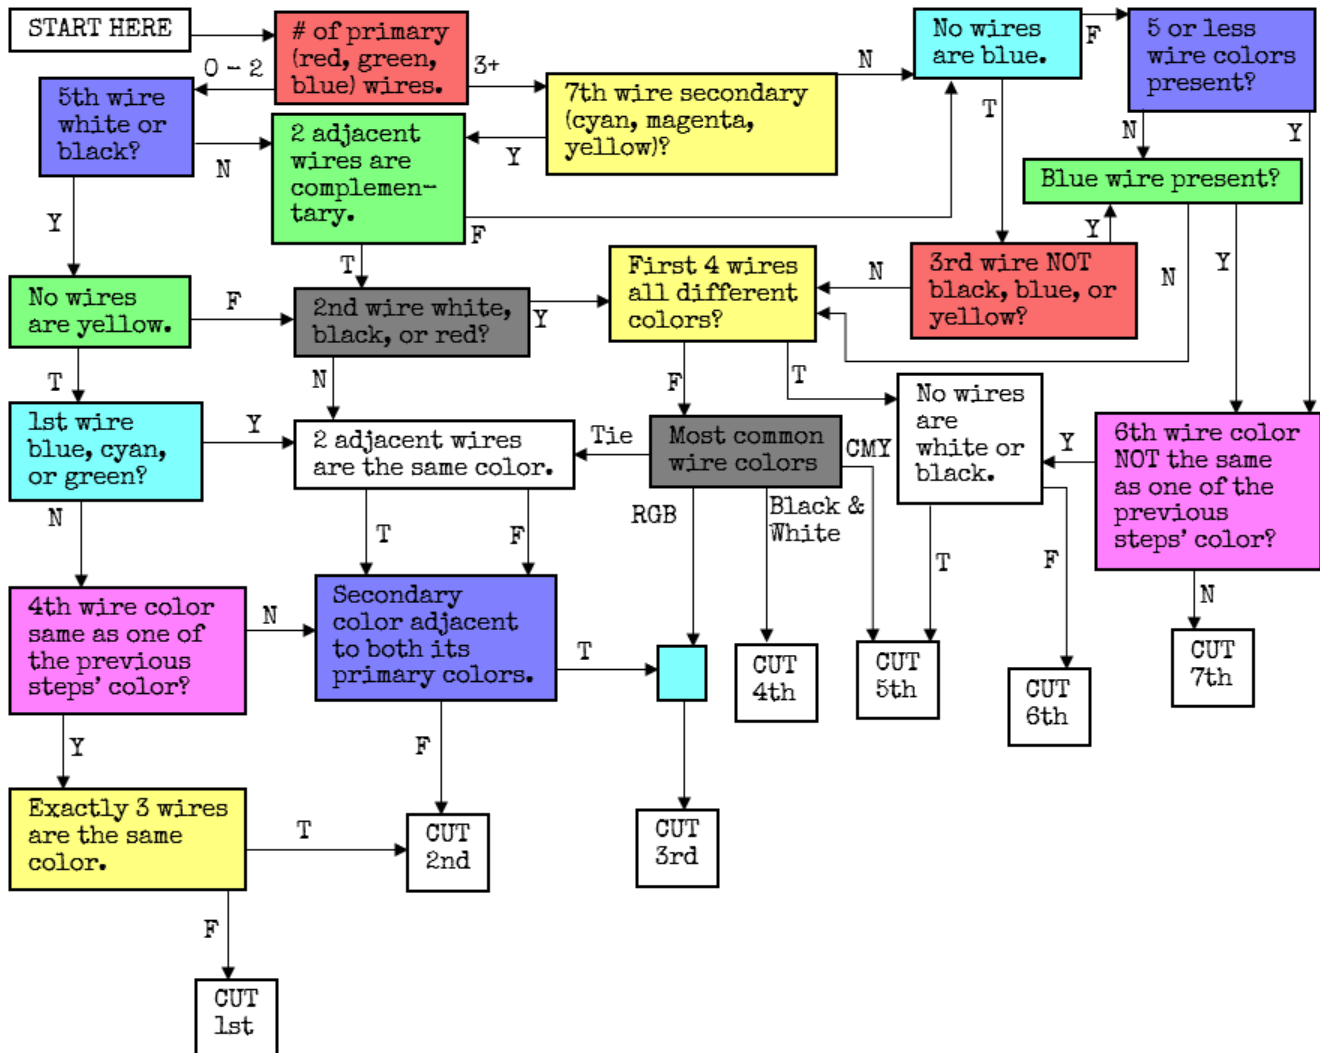 START HERE
# of primary
(red, green,
blue) wires.
0 - 2
3+
5th wire
white or
black?
N
Y
2 adjacent
wires are
complemen-
tary.
T
F
7th wire secondary
(cyan, magenta,
yellow)?
Y
N
No wires
are blue.
F
T
5 or less
wire colors
present?
N
Y
Blue wire present?
Y
N
Y
3rd wire NOT
black, blue, or
yellow?
N
First 4 wires
all different
colors?
F
T
No wires
are yellow.
F
T
2nd wire white,
black, or red?
Y
N
1st wire
blue, cyan,
or green?
Y
N
2 adjacent wires
are the same color.
T
F
Tie
Most common
wire colors
CMY
RGB
Black &
White
No wires
are
white or
black.
T
F
Y
6th wire color
NOT the same
as one of the
previous
steps' color?
N
4th wire color
same as one of
the previous
steps' color?
N
Y
Secondary
color adjacent
to both its
primary colors.
T
F
CUT
4th
CUT
5th
CUT
6th
CUT
7th
Exactly 3 wires
are the same
color.
T
F
CUT
2nd
CUT
3rd
CUT
1st